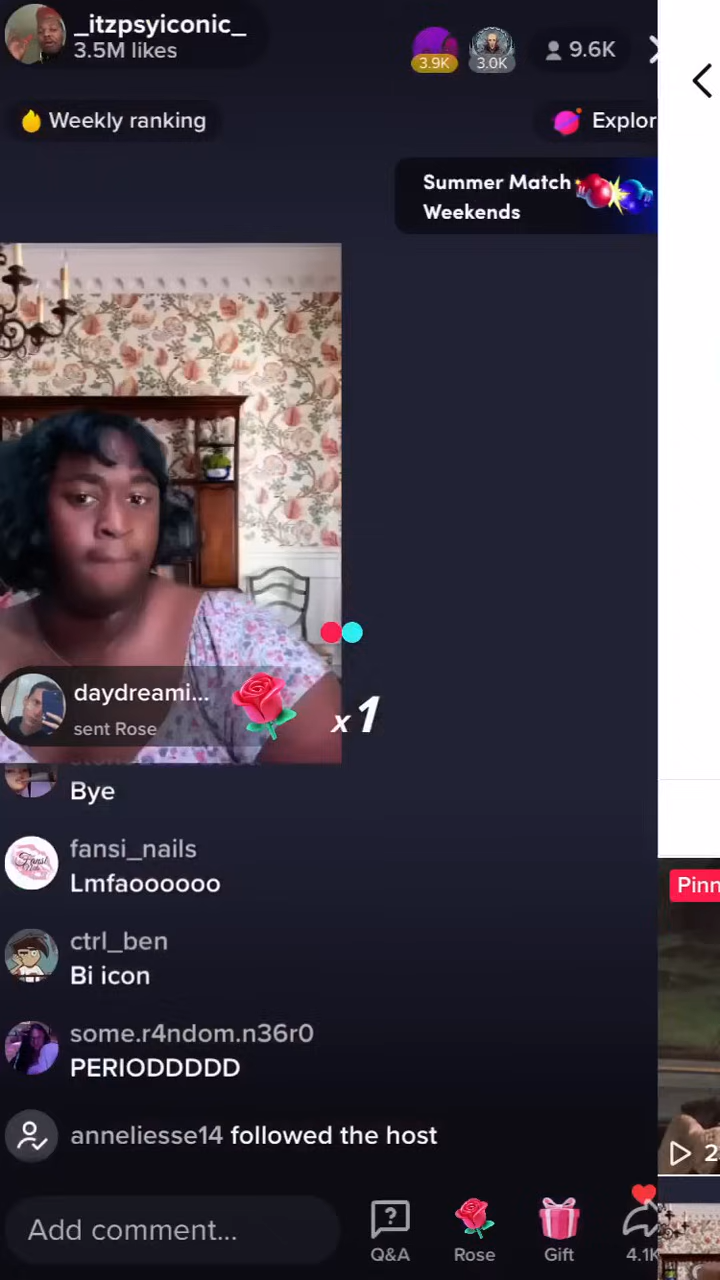 _itzpsyiconic_
3.5M likes
3.9K
3.0K
9.6K
Weekly ranking
Explor
Summer Match
Weekends
daydreami...
sent Rose
x1
Bye
fansi_nails
Lmfaoooooo
ctrl_ben
Bi icon
some.r4ndom.n36r0
PERIODDDDD
anneliesse14 followed the host
Pinn
2
Add comment...
Q&A
Rose
Gift
4.1K